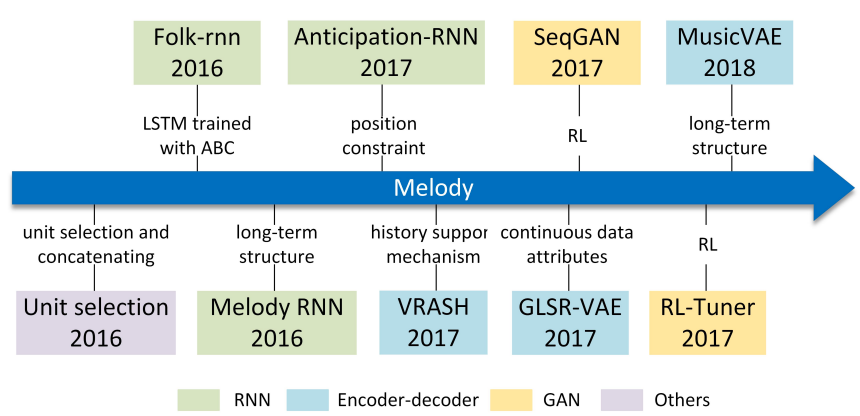 Folk-rnn
2016
Anticipation-RNN
2017
SeqGAN
2017
MusicVAE
2018
LSTM trained
with ABC
position
constraint
RL
long-term
structure
Melody
unit selection and
concatenating
long-term
structure
history suppor
mechanism
continuous data
attributes
RL
Unit selection
2016
Melody RNN
2016
VRASH
2017
GLSR-VAE
2017
RL-Tuner
2017
RNN
Encoder-decoder
GAN
Others